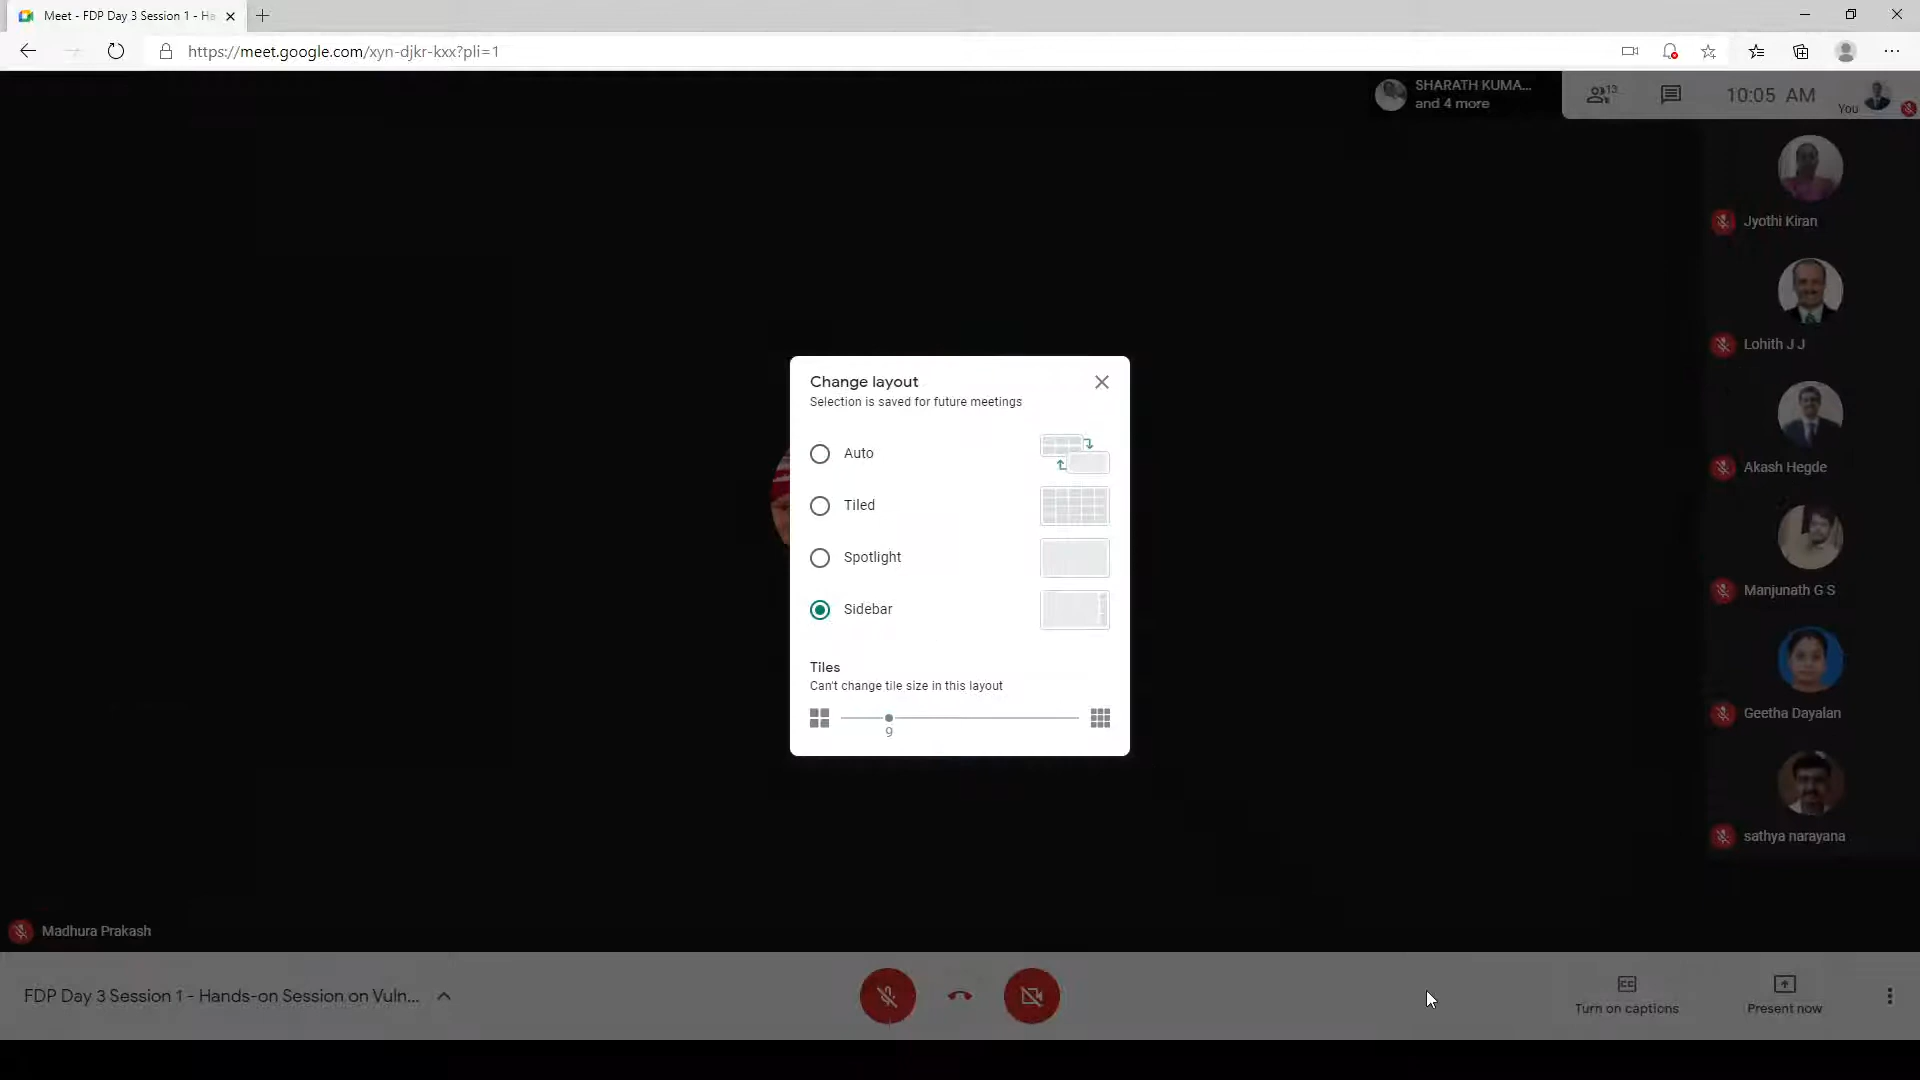 Meet - FDP Day 3 Session 1 - Ha
https://meet.google.com/xyn-djkr-kxx?pli=1
SHARATH KUMA...
and 4 more
13
10:05 AM
You
Jyothi Kiran
Lohith J J
Akash Hegde
Manjunath G S
Geetha Dayalan
sathya narayana
Change layout
Selection is saved for future meetings
Auto
Tiled
Spotlight
Sidebar
Tiles
Can't change tile size in this layout
9
Madhura Prakash
FDP Day 3 Session 1 - Hands-on Session on Vuln...
CC
Turn on captions
Present now